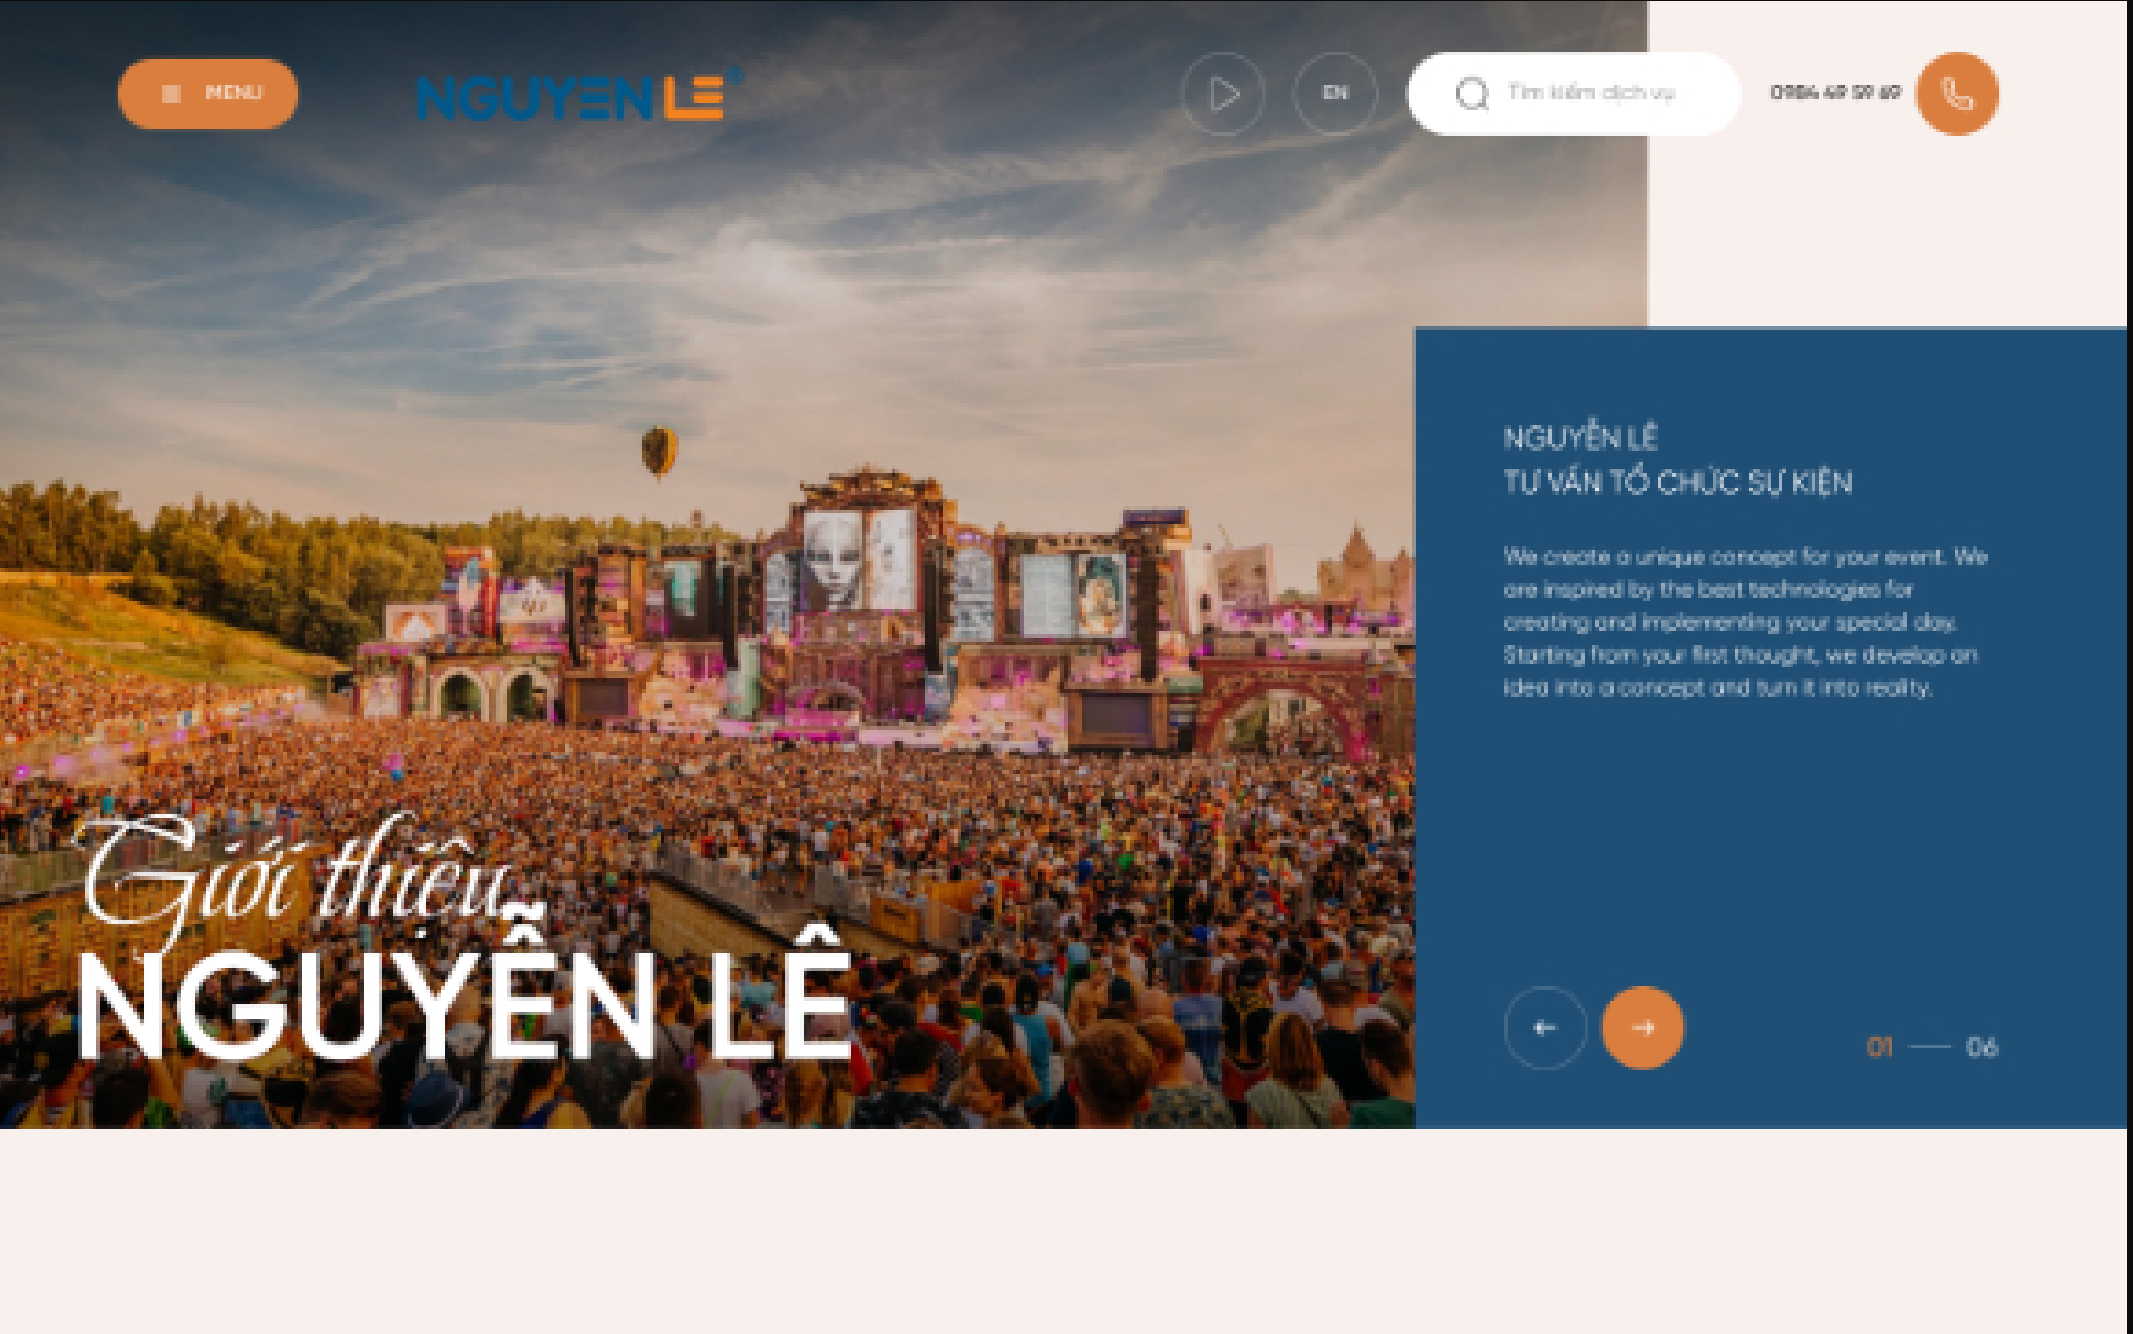 MENU
NGUYEN LE®
EN
Tìm kiếm dịch vụ
0984 49 59 69
NGUYỄN LÊ
TƯ VẤN TỔ CHỨC SỰ KIỆN
We create a unique concept for your event. We
are inspired by the best technologies for
creating and implementing your special day.
Starting from your first thought, we develop an
idea into a concept and turn it into reality.
Giới thiệu
NGUYỄN LÊ
01 — 06